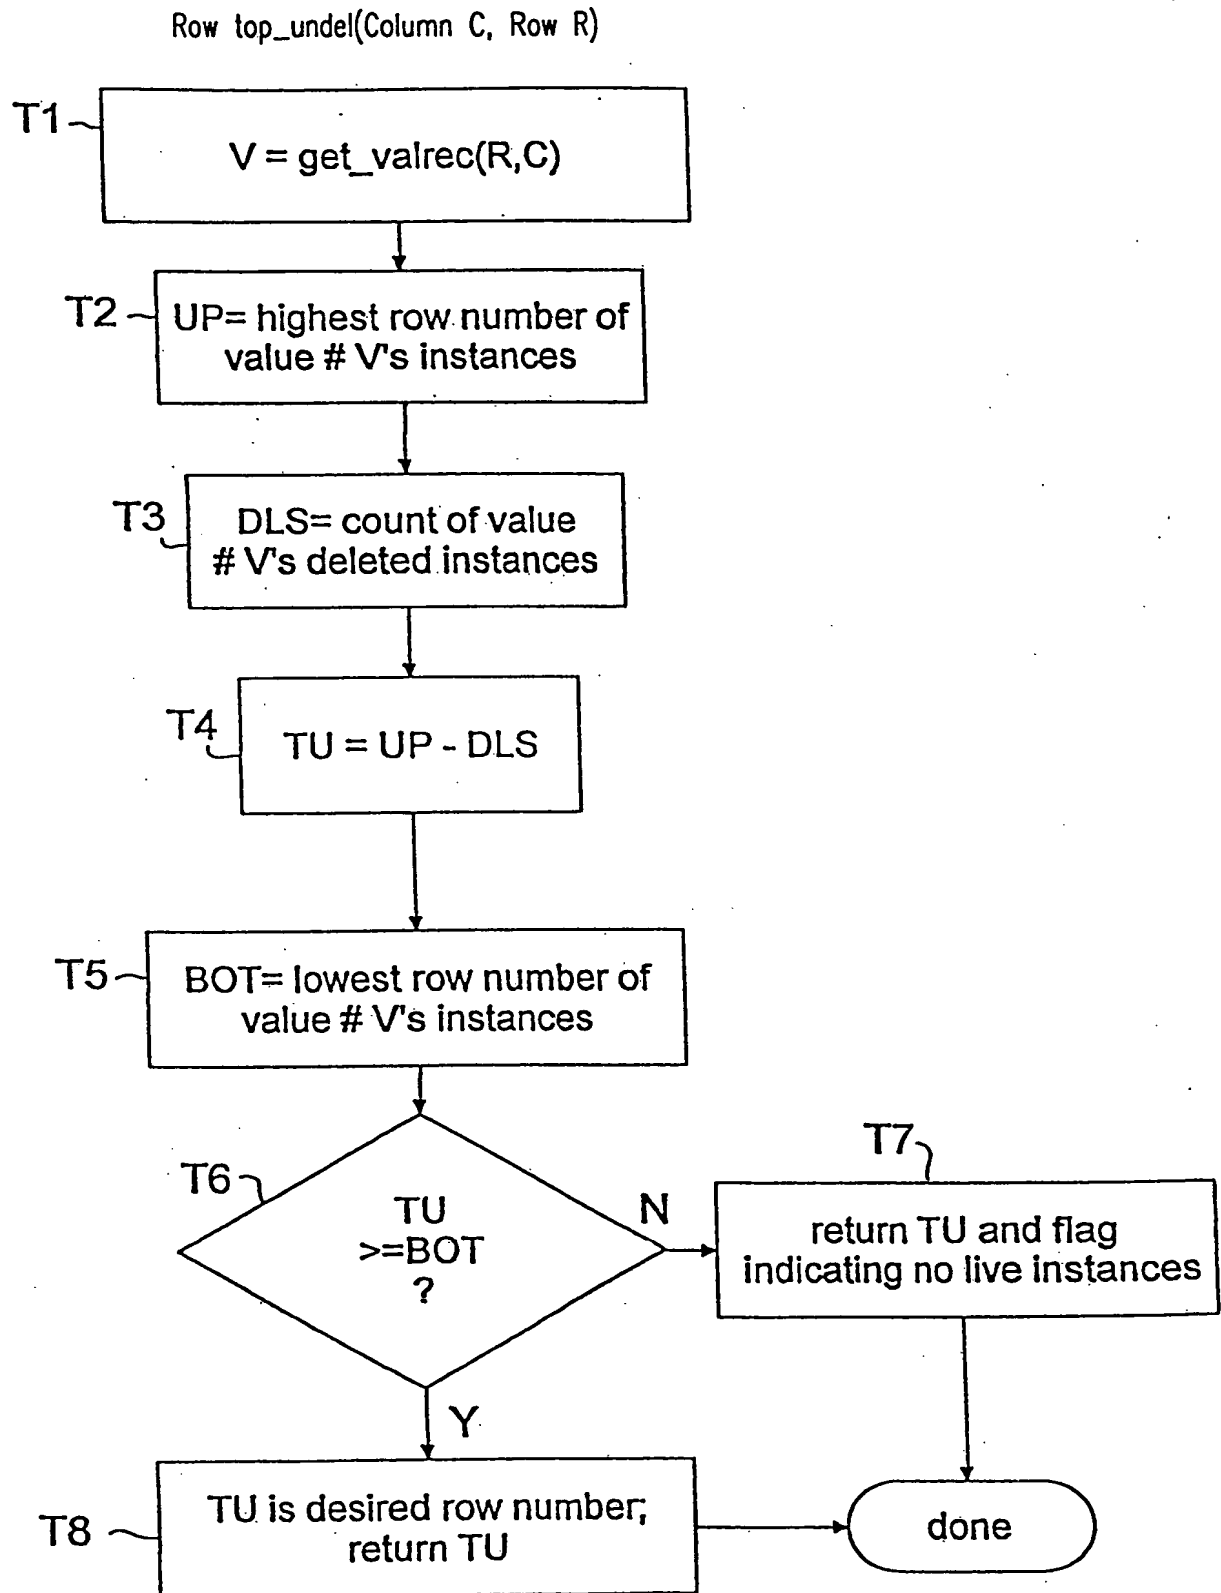 Row top_undel(Column C, Row R)
T1
V = get_valrec(R,C)
T2
UP= highest row number of
value # V's instances
T3
DLS= count of value
# V's deleted instances
T4
TU = UP - DLS
T5
BOT= lowest row number of
value # V's instances
T6
TU
>=BOT
?
N
T7
return TU and flag
indicating no live instances
Y
T8
TU is desired row number;
return TU
done